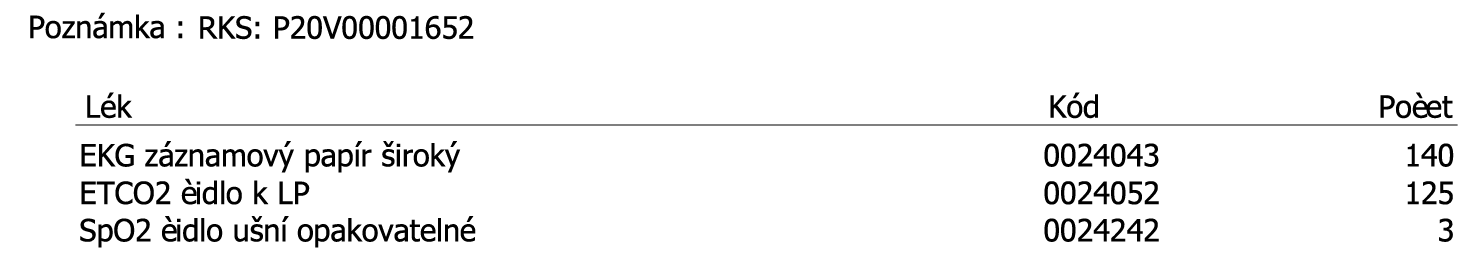 Poznámka : RKS: P20V00001652
Lék Kód Poèet
EKG záznamový papír široký 0024043 140
ETCO2 èidlo k LP 0024052 125
SpO2 èidlo ušní opakovatelné 0024242 3